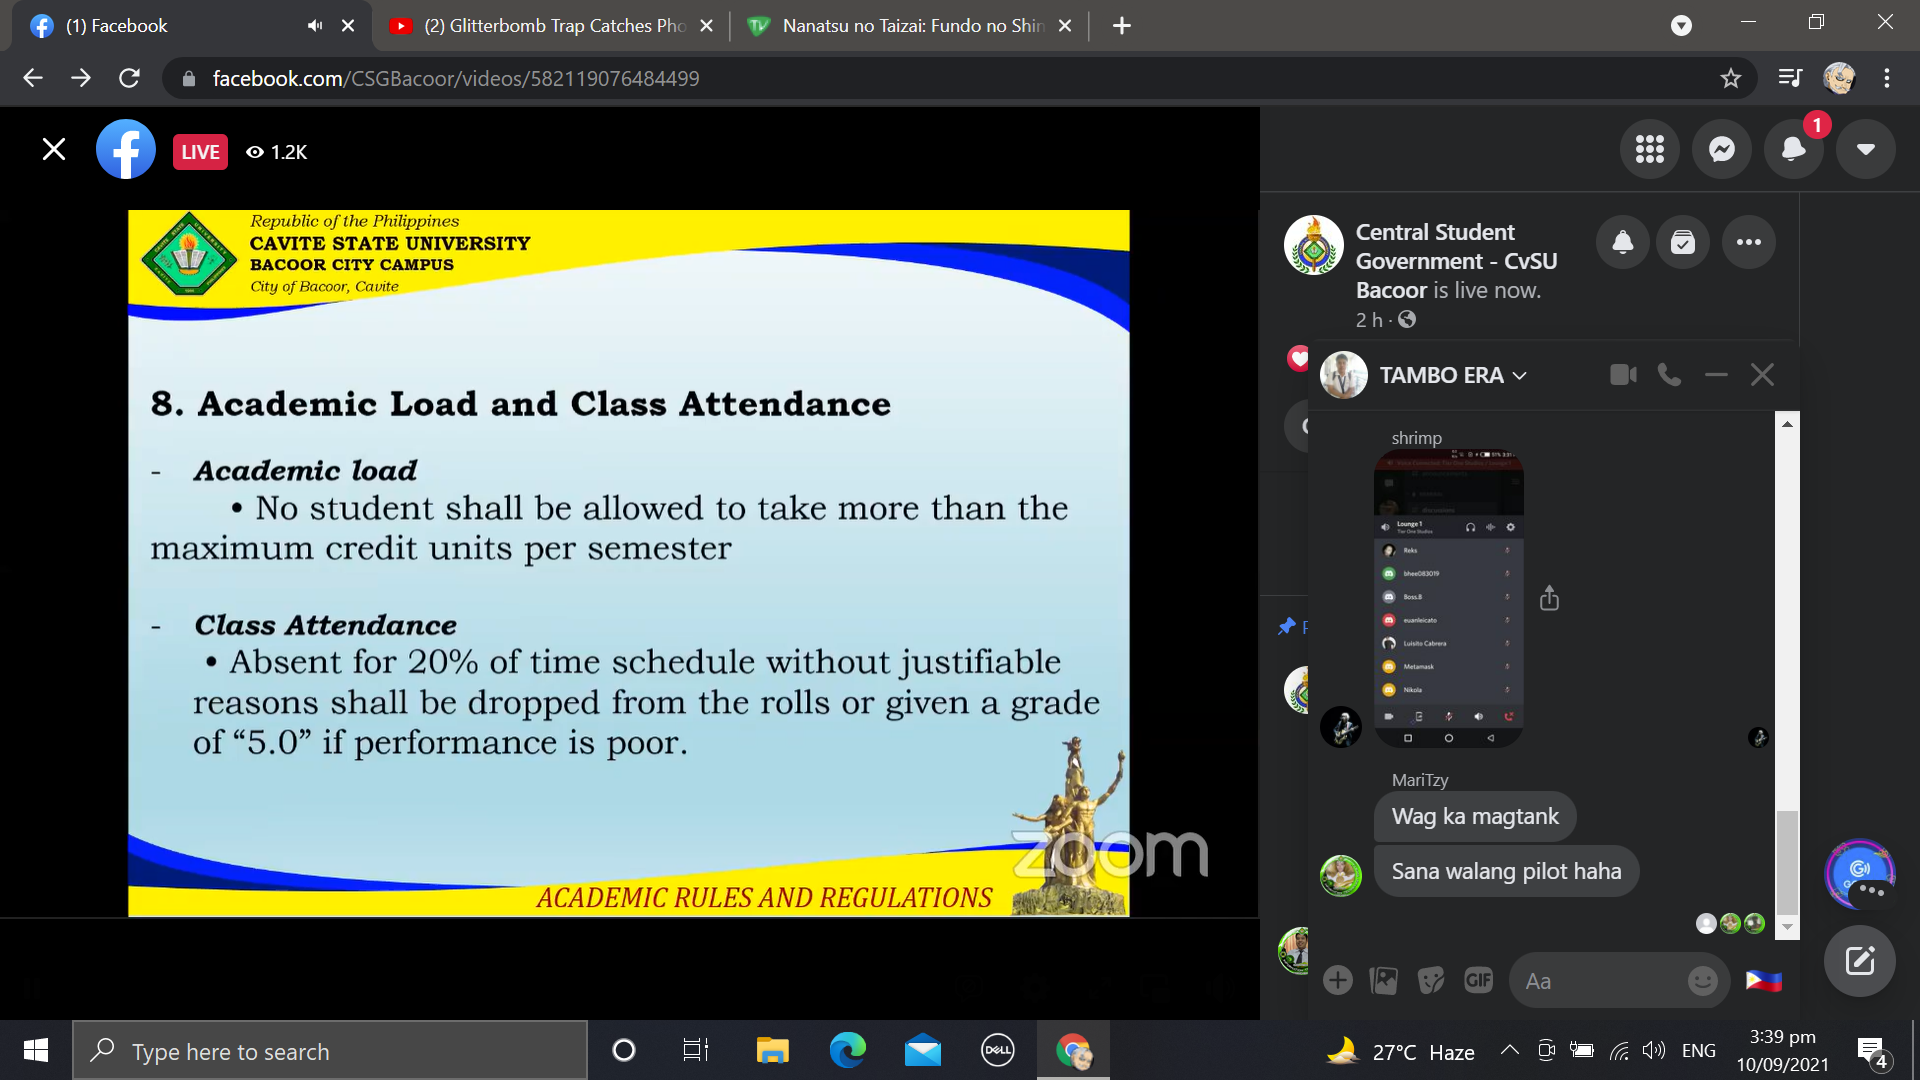 (1) Facebook
(2) Glitterbomb Trap Catches Pho
Nanatsu no Taizai: Fundo no Shin
facebook.com/CSGBacoor/videos/582119076484499
LIVE
1.2K
1
Republic of the Philippines
CAVITE STATE UNIVERSITY
BACOOR CITY CAMPUS
City of Bacoor, Cavite
8. Academic Load and Class Attendance
- Academic load
• No student shall be allowed to take more than the
maximum credit units per semester
- Class Attendance
• Absent for 20% of time schedule without justifiable
reasons shall be dropped from the rolls or given a grade
of “5.0” if performance is poor.
ACADEMIC RULES AND REGULATIONS
zoom
Central Student
Government - CvSU
Bacoor is live now.
2 h ·
TAMBO ERA
shrimp
Lounge 1
Reks
bhee083019
Boss.B
euanleicato
Luisito Cabrera
Metamask
Nikola
MariTzy
Wag ka magtank
Sana walang pilot haha
GIF
Aa
Type here to search
DELL
27°C Haze
ENG
3:39 pm
10/09/2021
4